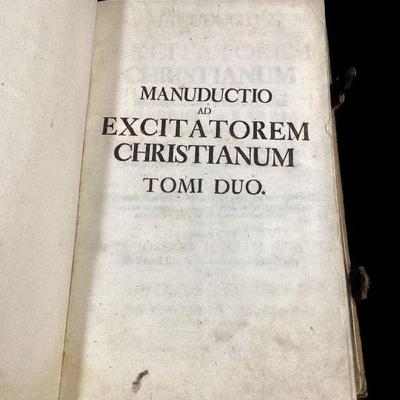 MANUDUCTIO
AD
EXCITATOREM
CHRISTIANUM
TOMI DUO.